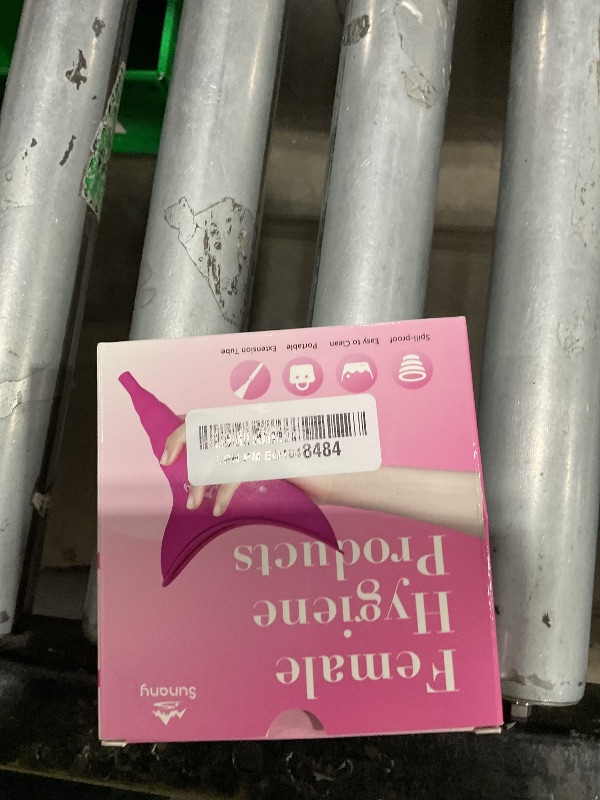 Sunany
Female
Hygiene
Products
8484
Spill-proof
Easy to Clean
Portable
Extension Tube